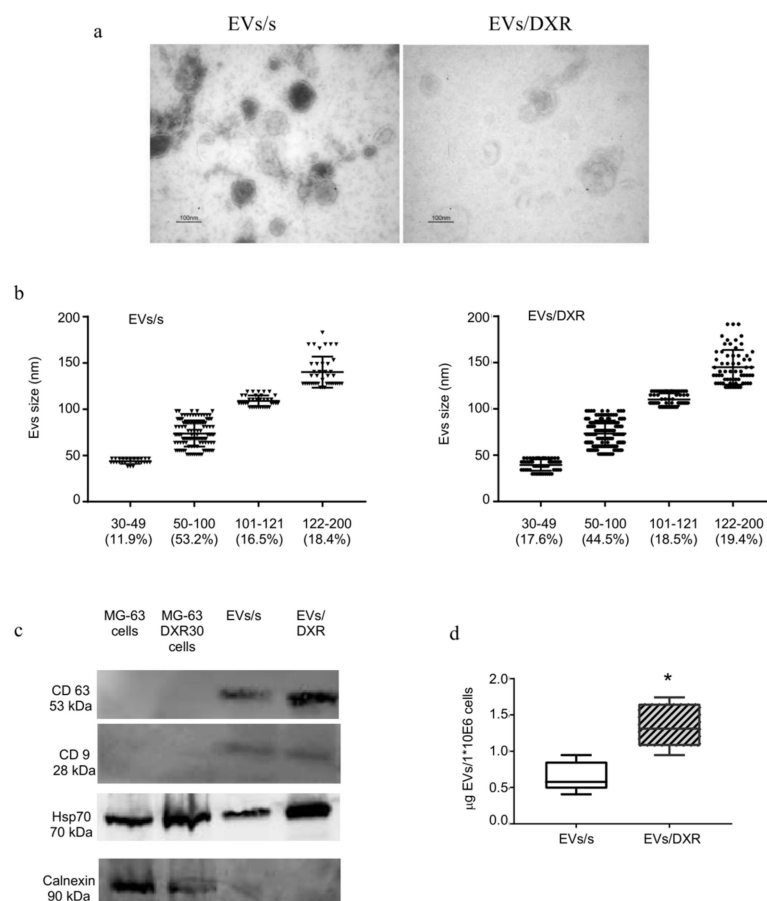 a
EVs/s
EVs/DXR
100nm
100nm
b
EVs/s
Evs size (nm)
200
150
100
50
0
30-49 50-100 101-121 122-200
(11.9%) (53.2%) (16.5%) (18.4%)
EVs/DXR
Evs size (nm)
200
150
100
50
0
30-49 50-100 101-121 122-200
(17.6%) (44.5%) (18.5%) (19.4%)
c
MG-63
cells
MG-63
DXR30
cells
EVs/s
EVs/
DXR
CD 63
53 kDa
CD 9
28 kDa
Hsp70
70 kDa
Calnexin
90 kDa
d
µg EVs/1*10E6 cells
2.0
1.5
1.0
0.5
0.0
*
EVs/s EVs/DXR